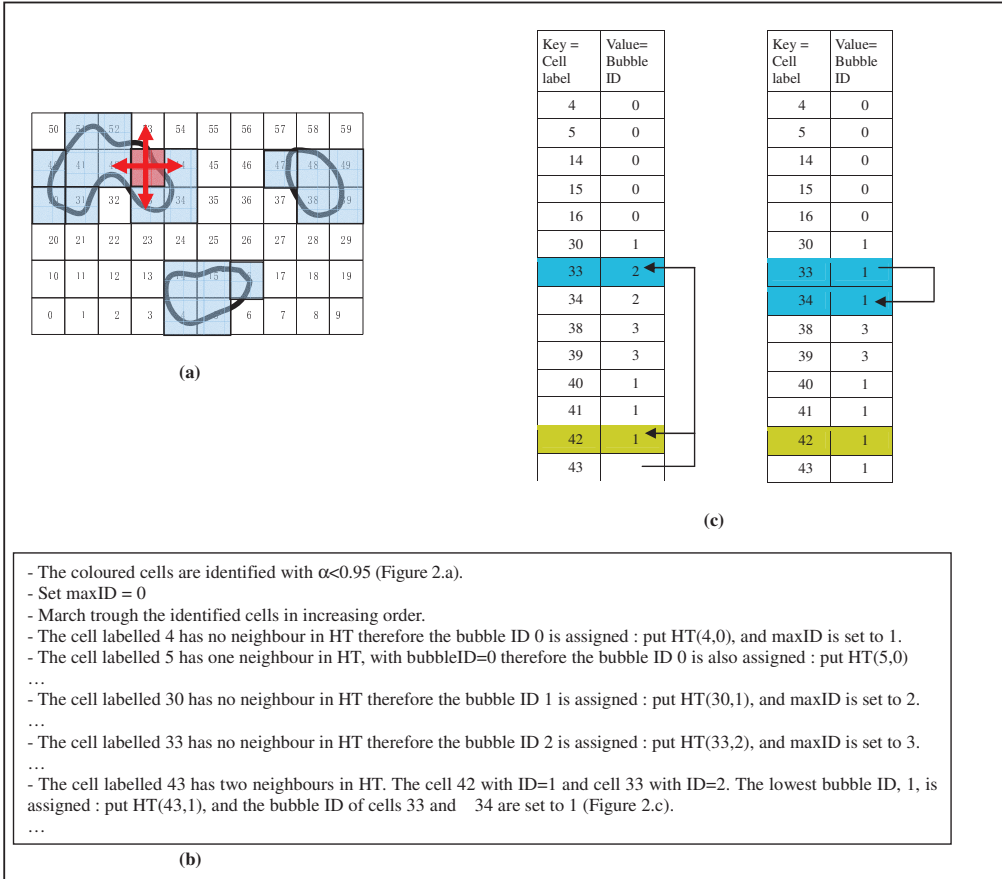 50 51 52 53 54 55 56 57 58 59
40 41 44 45 46 47 48 49
31 32 34 35 36 37 38 39
20 21 22 23 24 25 26 27 28 29
10 11 12 13 15 17 18 19
0 1 2 3 6 7 8 9
(a)
Key = Value=
Cell Bubble
label ID
4 0
5 0
14 0
15 0
16 0
30 1
33 2
34 2
38 3
39 3
40 1
41 1
42 1
43
Key = Value=
Cell Bubble
label ID
4 0
5 0
14 0
15 0
16 0
30 1
33 1
34 1
38 3
39 3
40 1
41 1
42 1
43 1
(c)
- The coloured cells are identified with α<0.95 (Figure 2.a).
- Set maxID = 0
- March trough the identified cells in increasing order.
- The cell labelled 4 has no neighbour in HT therefore the bubble ID 0 is assigned : put HT(4,0), and maxID is set to 1.
- The cell labelled 5 has one neighbour in HT, with bubbleID=0 therefore the bubble ID 0 is also assigned : put HT(5,0)
…
- The cell labelled 30 has no neighbour in HT therefore the bubble ID 1 is assigned : put HT(30,1), and maxID is set to 2.
…
- The cell labelled 33 has no neighbour in HT therefore the bubble ID 2 is assigned : put HT(33,2), and maxID is set to 3.
…
- The cell labelled 43 has two neighbours in HT. The cell 42 with ID=1 and cell 33 with ID=2. The lowest bubble ID, 1, is
assigned : put HT(43,1), and the bubble ID of cells 33 and 34 are set to 1 (Figure 2.c).
…
(b)